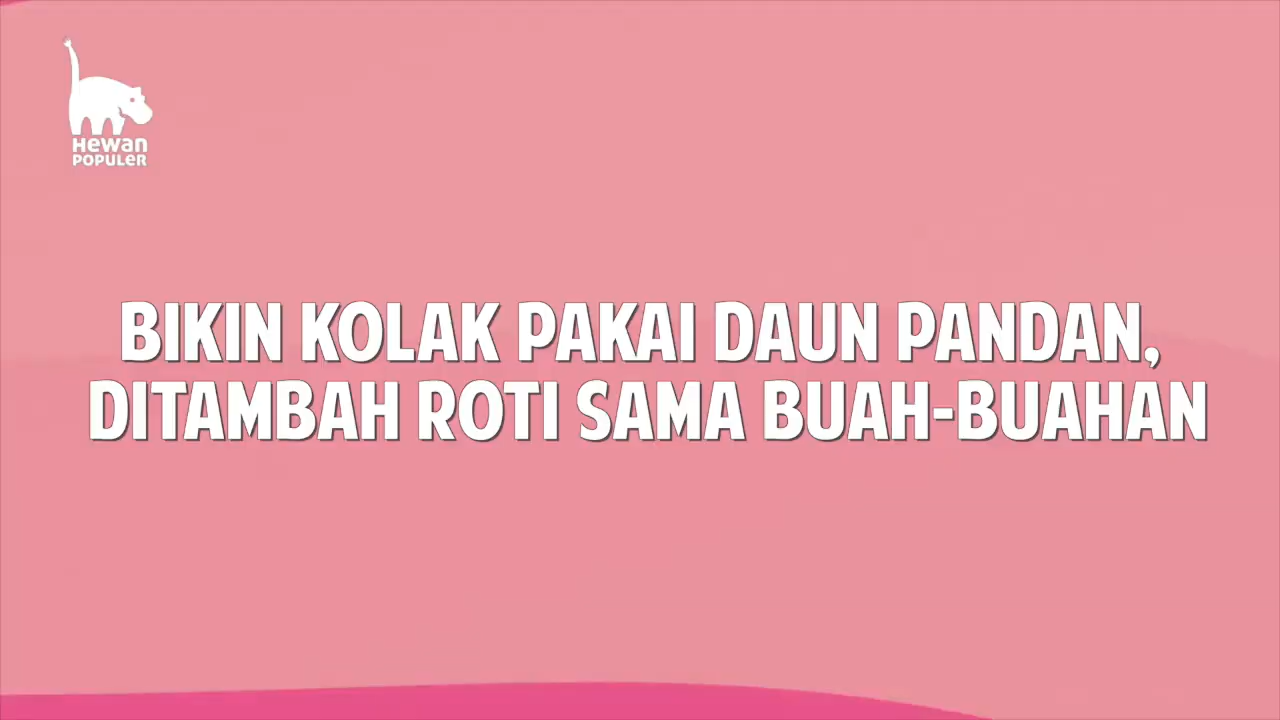 Hewan
POPULER
BIKIN KOLAK PAKAI DAUN PANDAN,
DITAMBAH ROTI SAMA BUAH-BUAHAN